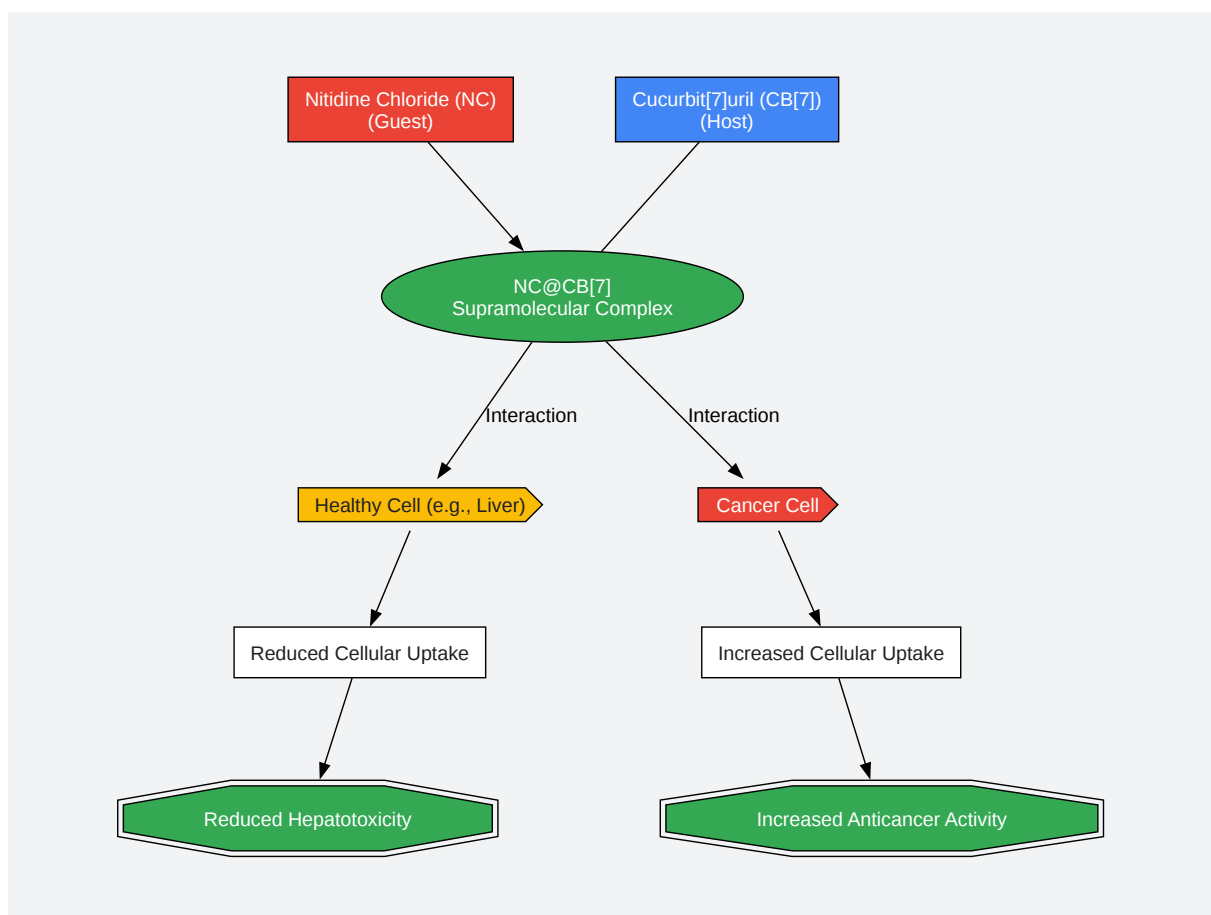 Nitidine Chloride (NC)
(Guest)
Cucurbit[7]uril (CB[7])
(Host)
NC@CB[7]
Supramolecular Complex
Interaction
Interaction
Healthy Cell (e.g., Liver)
Cancer Cell
Reduced Cellular Uptake
Increased Cellular Uptake
Reduced Hepatotoxicity
Increased Anticancer Activity